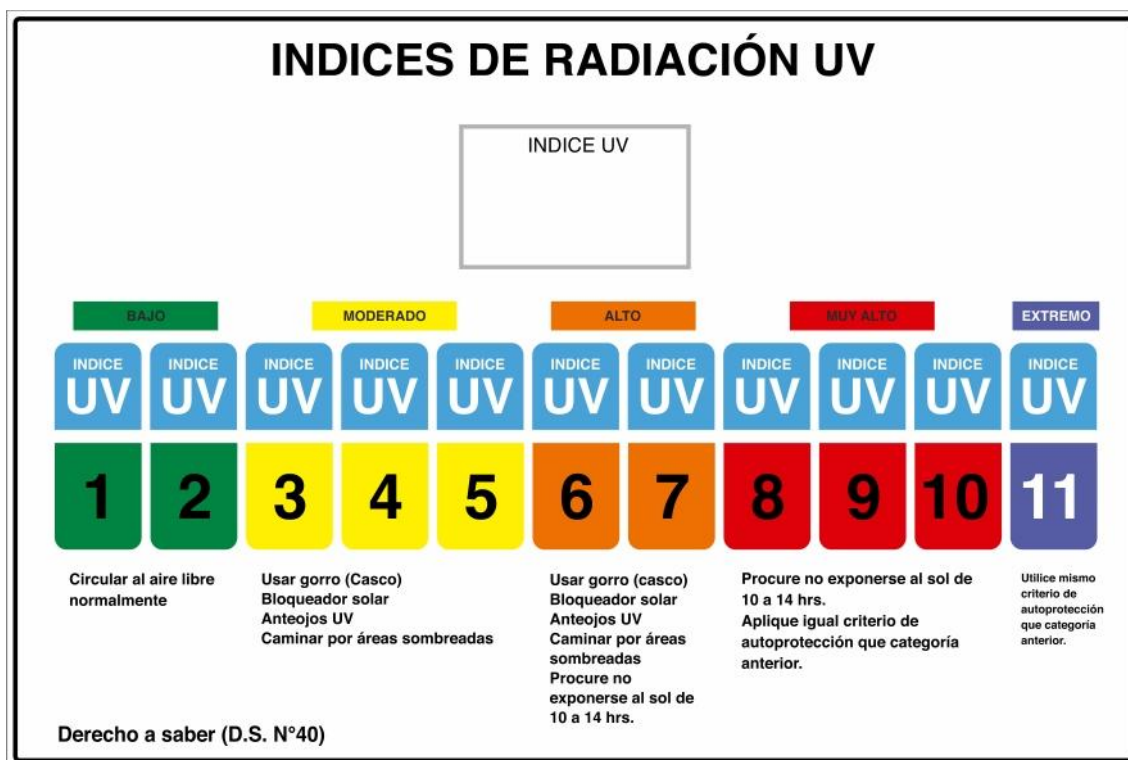 INDICES DE RADIACIÓN UV
INDICE UV
BAJO
MODERADO
ALTO
MUY ALTO
EXTREMO
INDICE
UV
INDICE
UV
INDICE
UV
INDICE
UV
INDICE
UV
INDICE
UV
INDICE
UV
INDICE
UV
INDICE
UV
INDICE
UV
INDICE
UV
1
2
3
4
5
6
7
8
9
10
11
Circular al aire libre
normalmente
Usar gorro (Casco)
Bloqueador solar
Anteojos UV
Caminar por áreas sombreadas
Usar gorro (casco)
Bloqueador solar
Anteojos UV
Caminar por áreas
sombreadas
Procure no
exponerse al sol de
10 a 14 hrs.
Procure no exponerse al sol de
10 a 14 hrs.
Aplique igual criterio de
autoprotección que categoría
anterior.
Utilice mismo
criterio de
autoprotección
que categoría
anterior.
Derecho a saber (D.S. N°40)